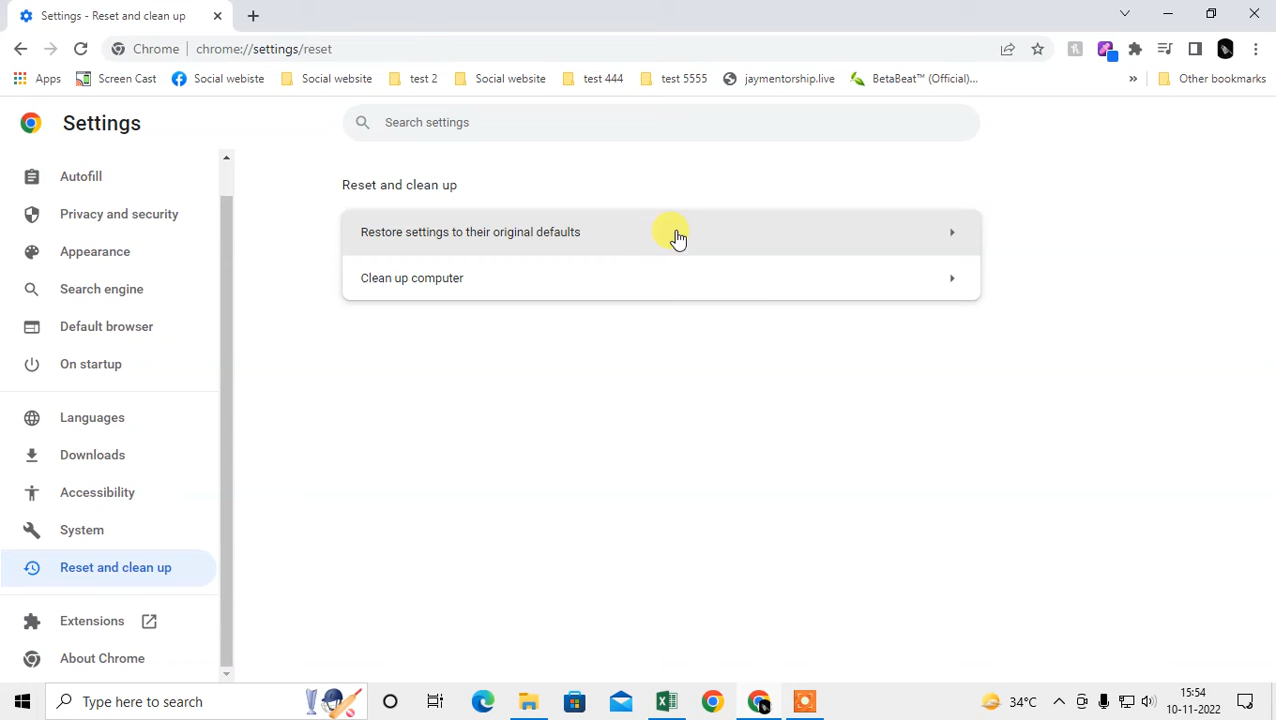 Settings - Reset and clean up
Chrome
chrome://settings/reset
Apps
Screen Cast
Social webiste
Social website
test 2
Social website
test 444
test 5555
jaymentorship.live
BetaBeat™ (Official)...
»
Other bookmarks
Settings
Search settings
Autofill
Privacy and security
Appearance
Search engine
Default browser
On startup
Languages
Downloads
Accessibility
System
Reset and clean up
Extensions
About Chrome
Reset and clean up
Restore settings to their original defaults
Clean up computer
Type here to search
34°C
15:54
10-11-2022